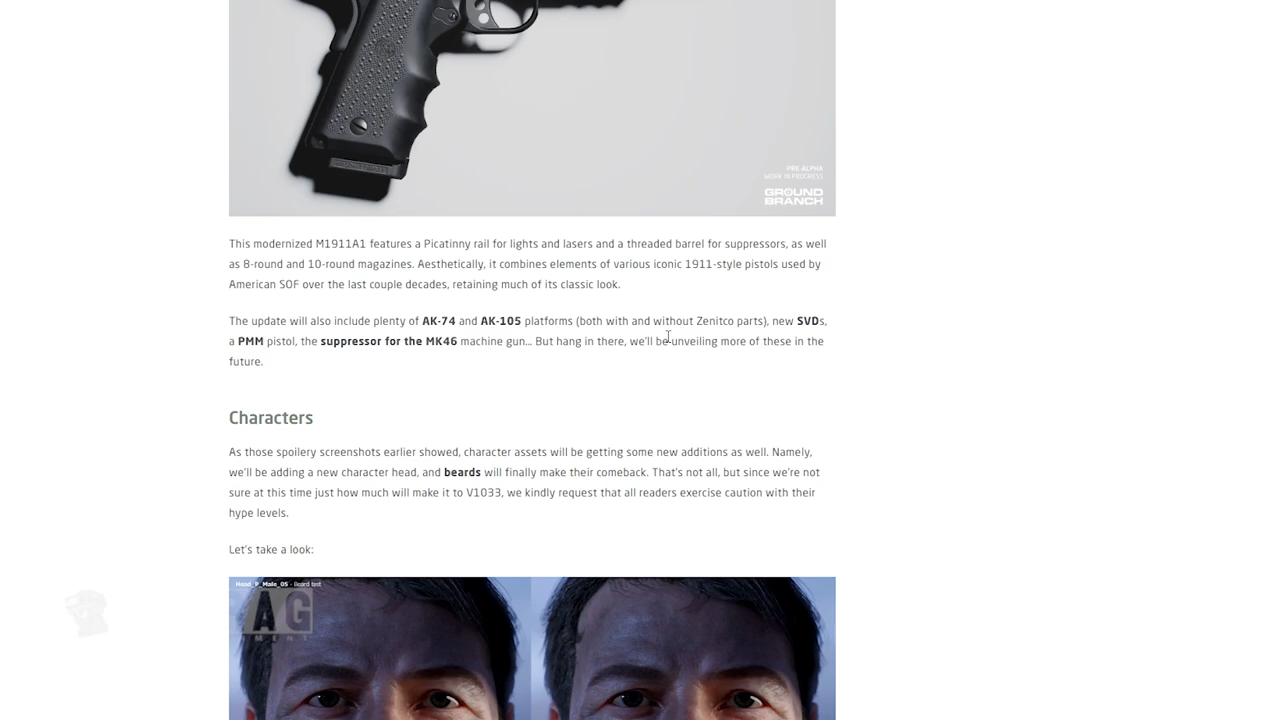 PRE ALPHA
WORK IN PROGRESS
GROUND
BRANCH
This modernized M1911A1 features a Picatinny rail for lights and lasers and a threaded barrel for suppressors, as well
as 8-round and 10-round magazines. Aesthetically, it combines elements of various iconic 1911-style pistols used by
American SOF over the last couple decades, retaining much of its classic look.
The update will also include plenty of AK-74 and AK-105 platforms (both with and without Zenitco parts), new SVDs,
a PMM pistol, the suppressor for the MK46 machine gun... But hang in there, we'll be unveiling more of these in the
future.
Characters
As those spoilery screenshots earlier showed, character assets will be getting some new additions as well. Namely,
we'll be adding a new character head, and beards will finally make their comeback. That's not all, but since we're not
sure at this time just how much will make it to V1033, we kindly request that all readers exercise caution with their
hype levels.
Let's take a look:
Head_P_Male_05 - Beard test
AG
MENT